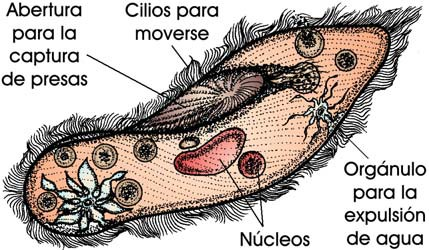 Abertura
para la
captura
de presas
Cilios para
moverse
Núcleos
Orgánulo
para la
expulsión
de agua